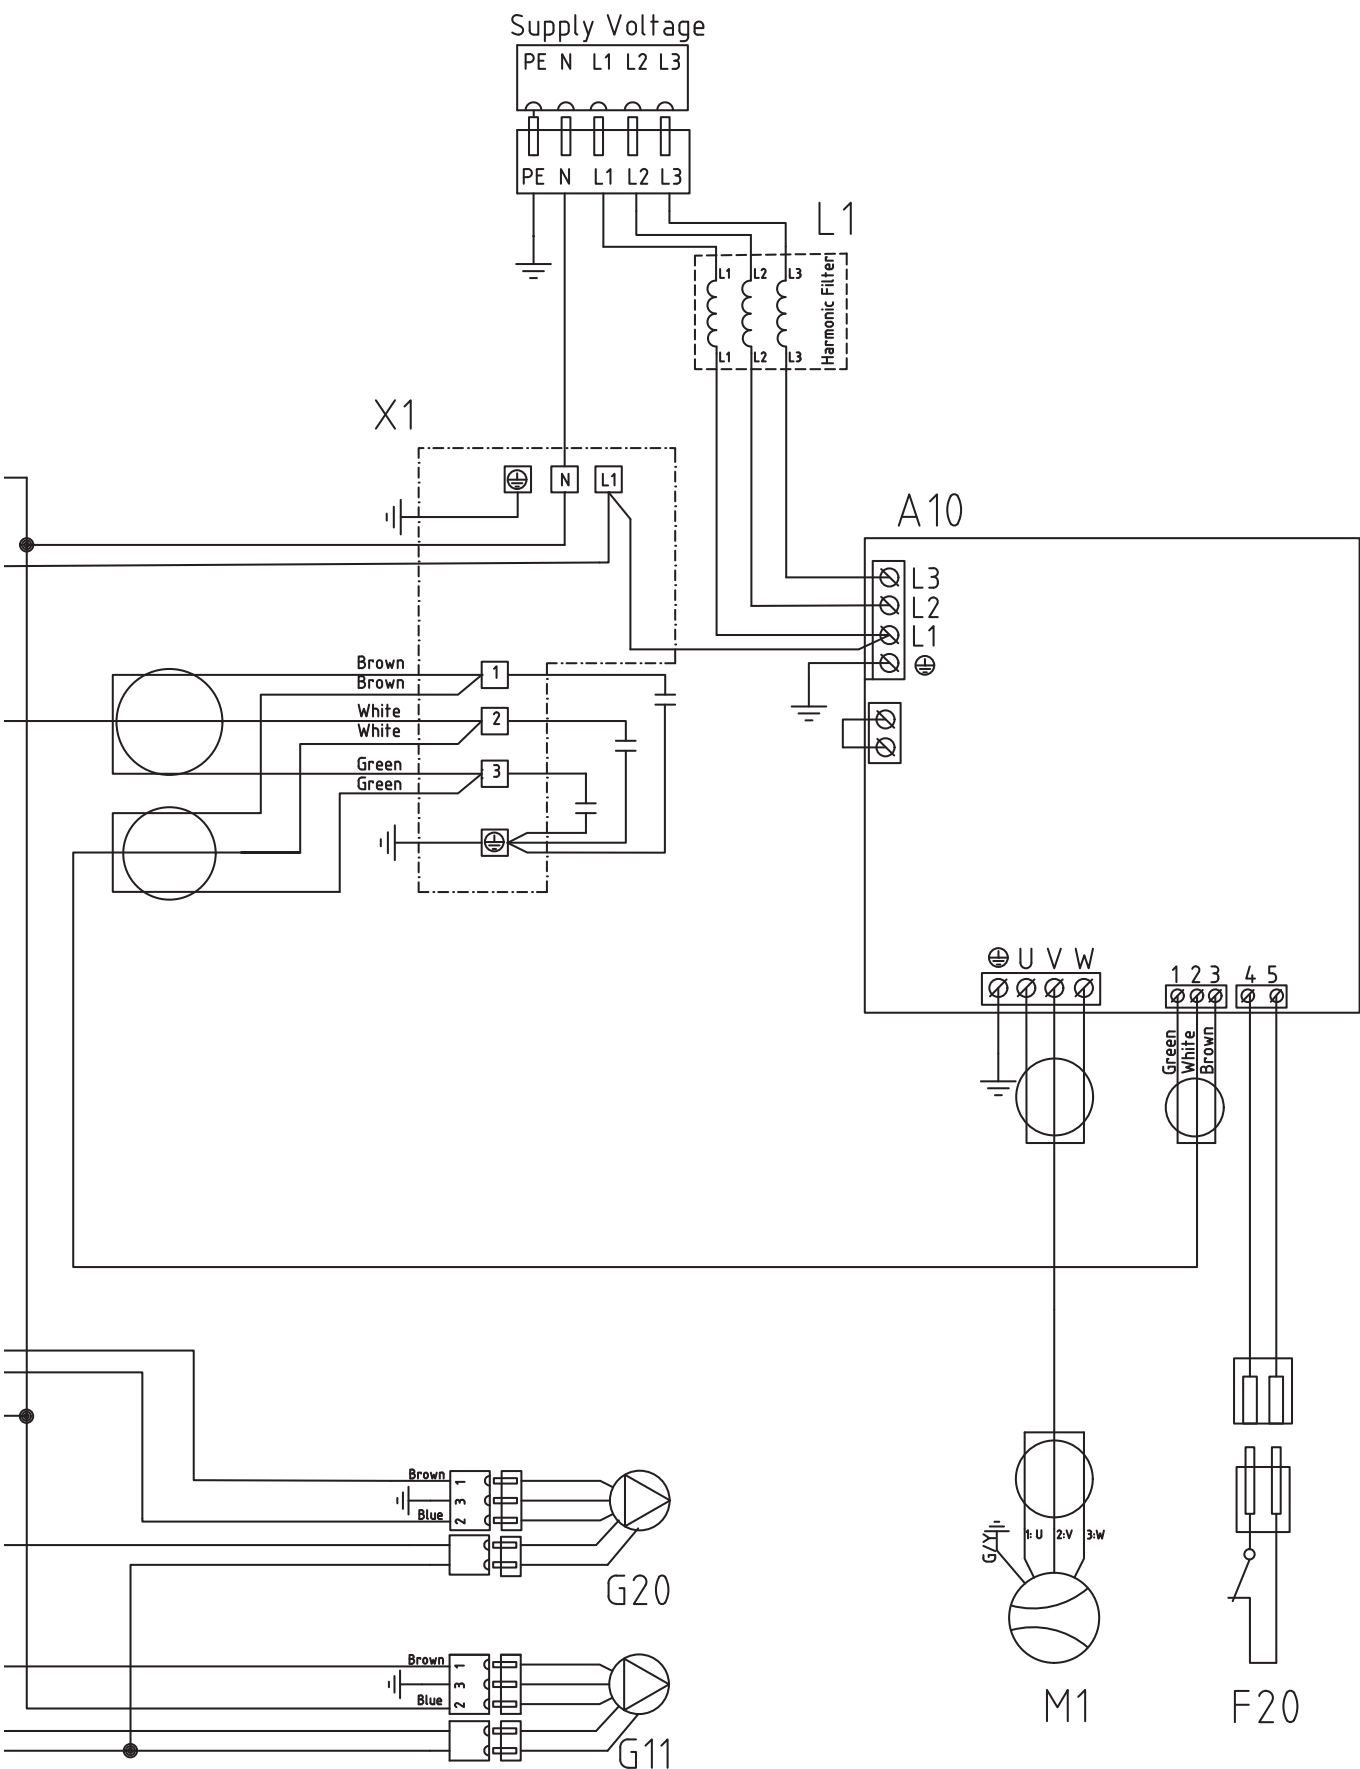 Supply Voltage
PE N L1 L2 L3
PE N L1 L2 L3
L1
L1 L2 L3
Harmonic Filter
L1 L2 L3
X1
N L1
A10
L3
L2
L1
Brown
1
Brown
White
2
White
Green
3
Green
U V W
1 2 3 4 5
Green
White
Brown
Brown
1
3
Blue
2
G20
G/Y
1:U 2:V 3:W
Brown
1
3
Blue
2
G11
M1
F20